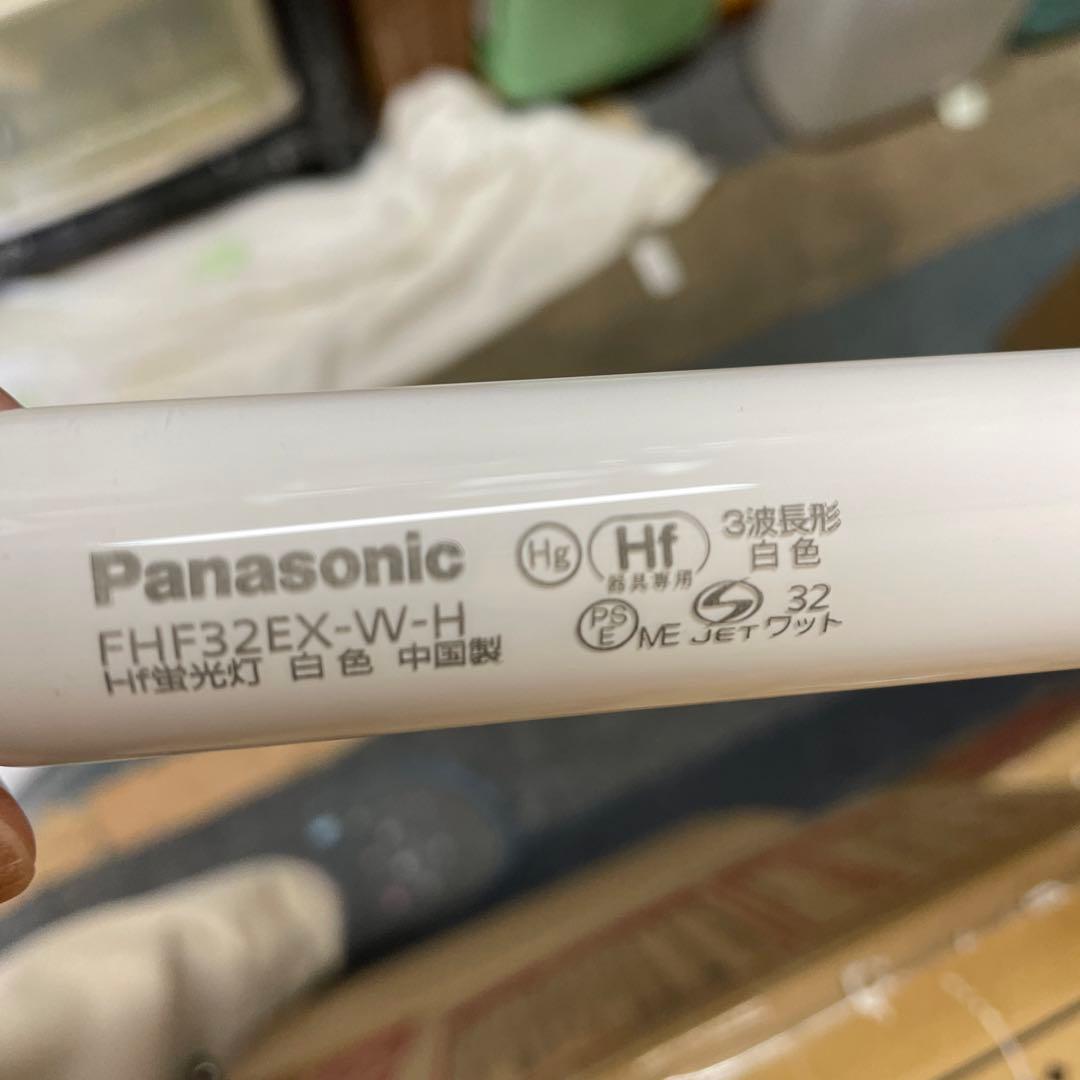 Panasonic
FHF32EX-W-H
Hf蛍光灯 白色 中国製
Hg
Hf
器具専用
3波長形
白色
PS
E
ME
JET
32
ワット